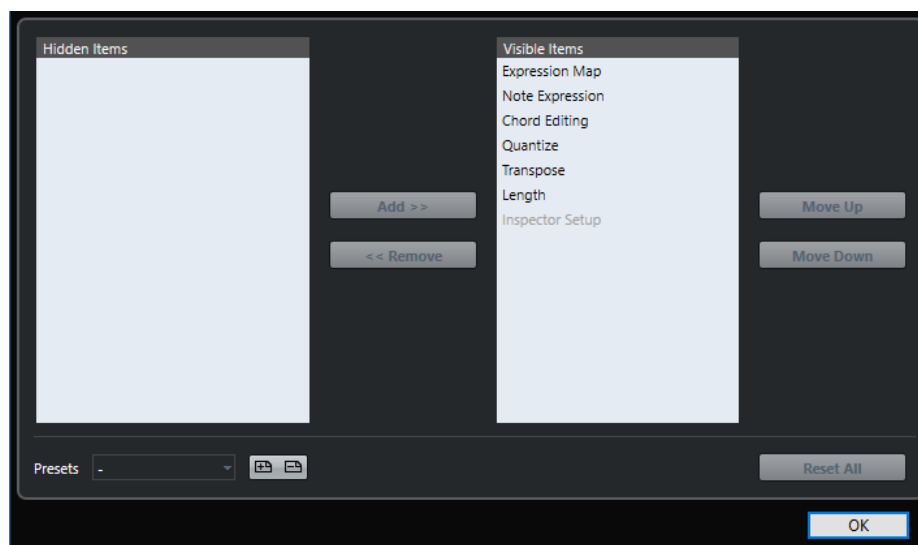 Hidden Items
Visible Items
Expression Map
Note Expression
Chord Editing
Quantize
Transpose
Length
Inspector Setup
Add >>
<< Remove
Move Up
Move Down
Presets
-
Reset All
OK